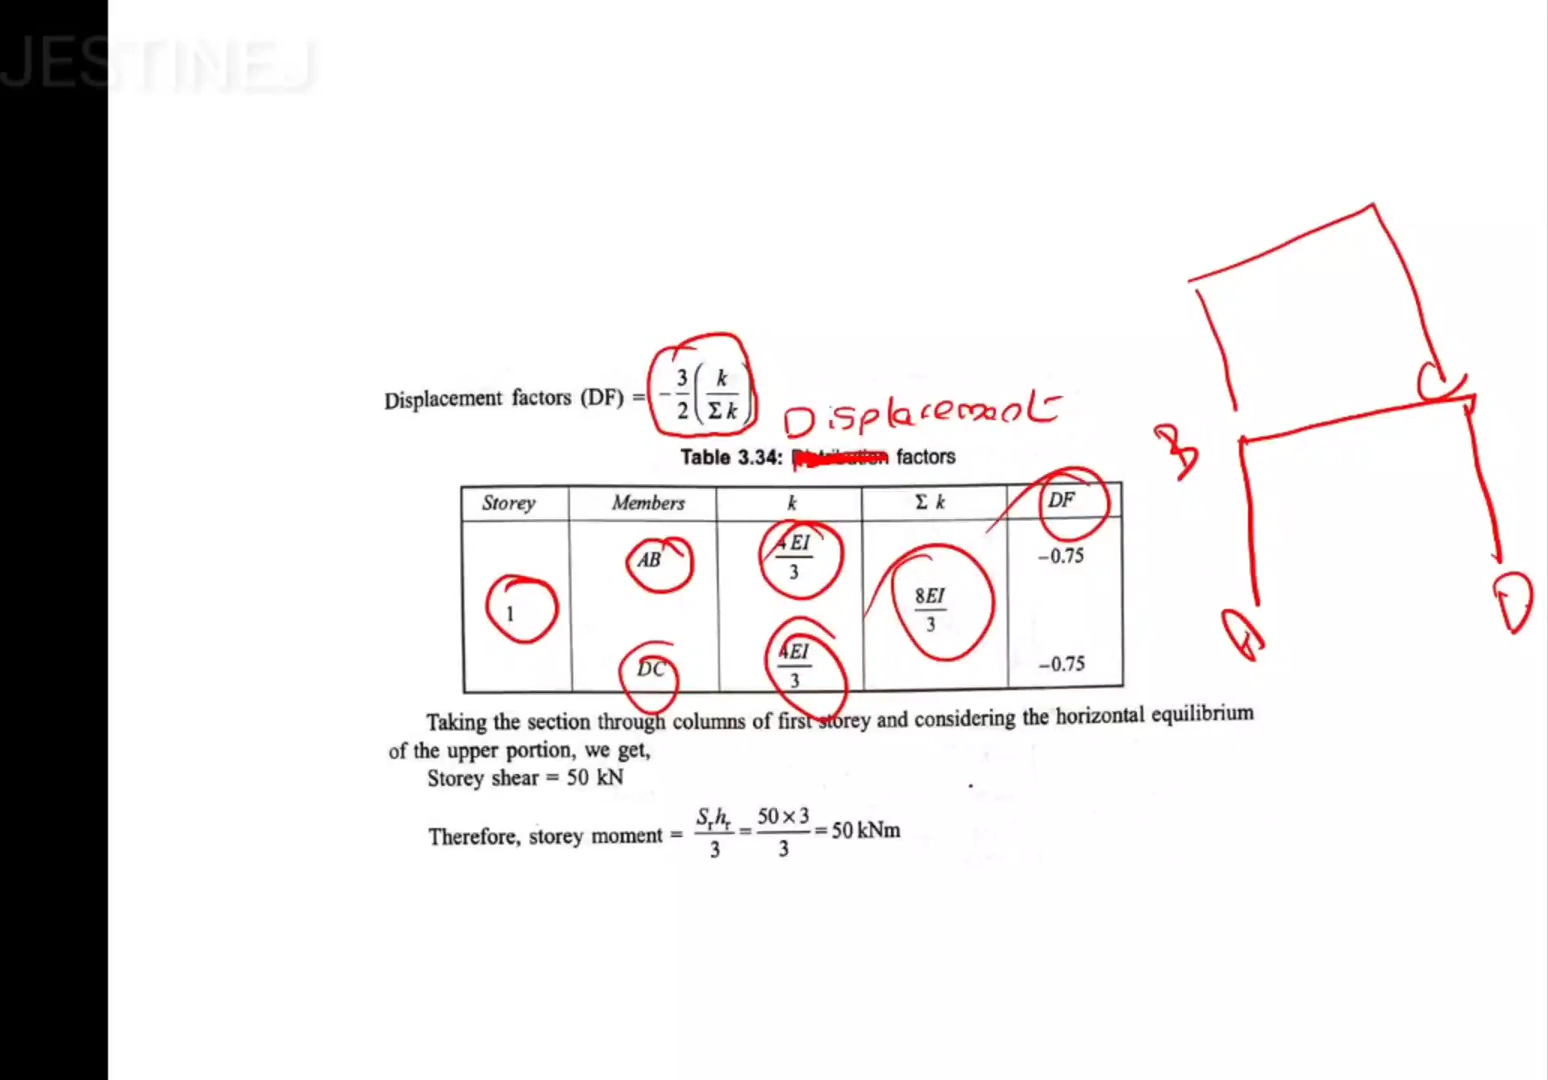 JESTINEJ
Displacement factors (DF) = -3/2 (k/Σk)
Displacement
Table 3.34: Distribution factors
Storey Members k Σ k DF
AB 4EI/3 -0.75
1 8EI/3
DC 4EI/3 -0.75
Taking the section through columns of first storey and considering the horizontal equilibrium
of the upper portion, we get,
Storey shear = 50 kN
Therefore, storey moment = Sᵣhᵣ/3 = 50×3/3 = 50 kNm
C
B
A
D